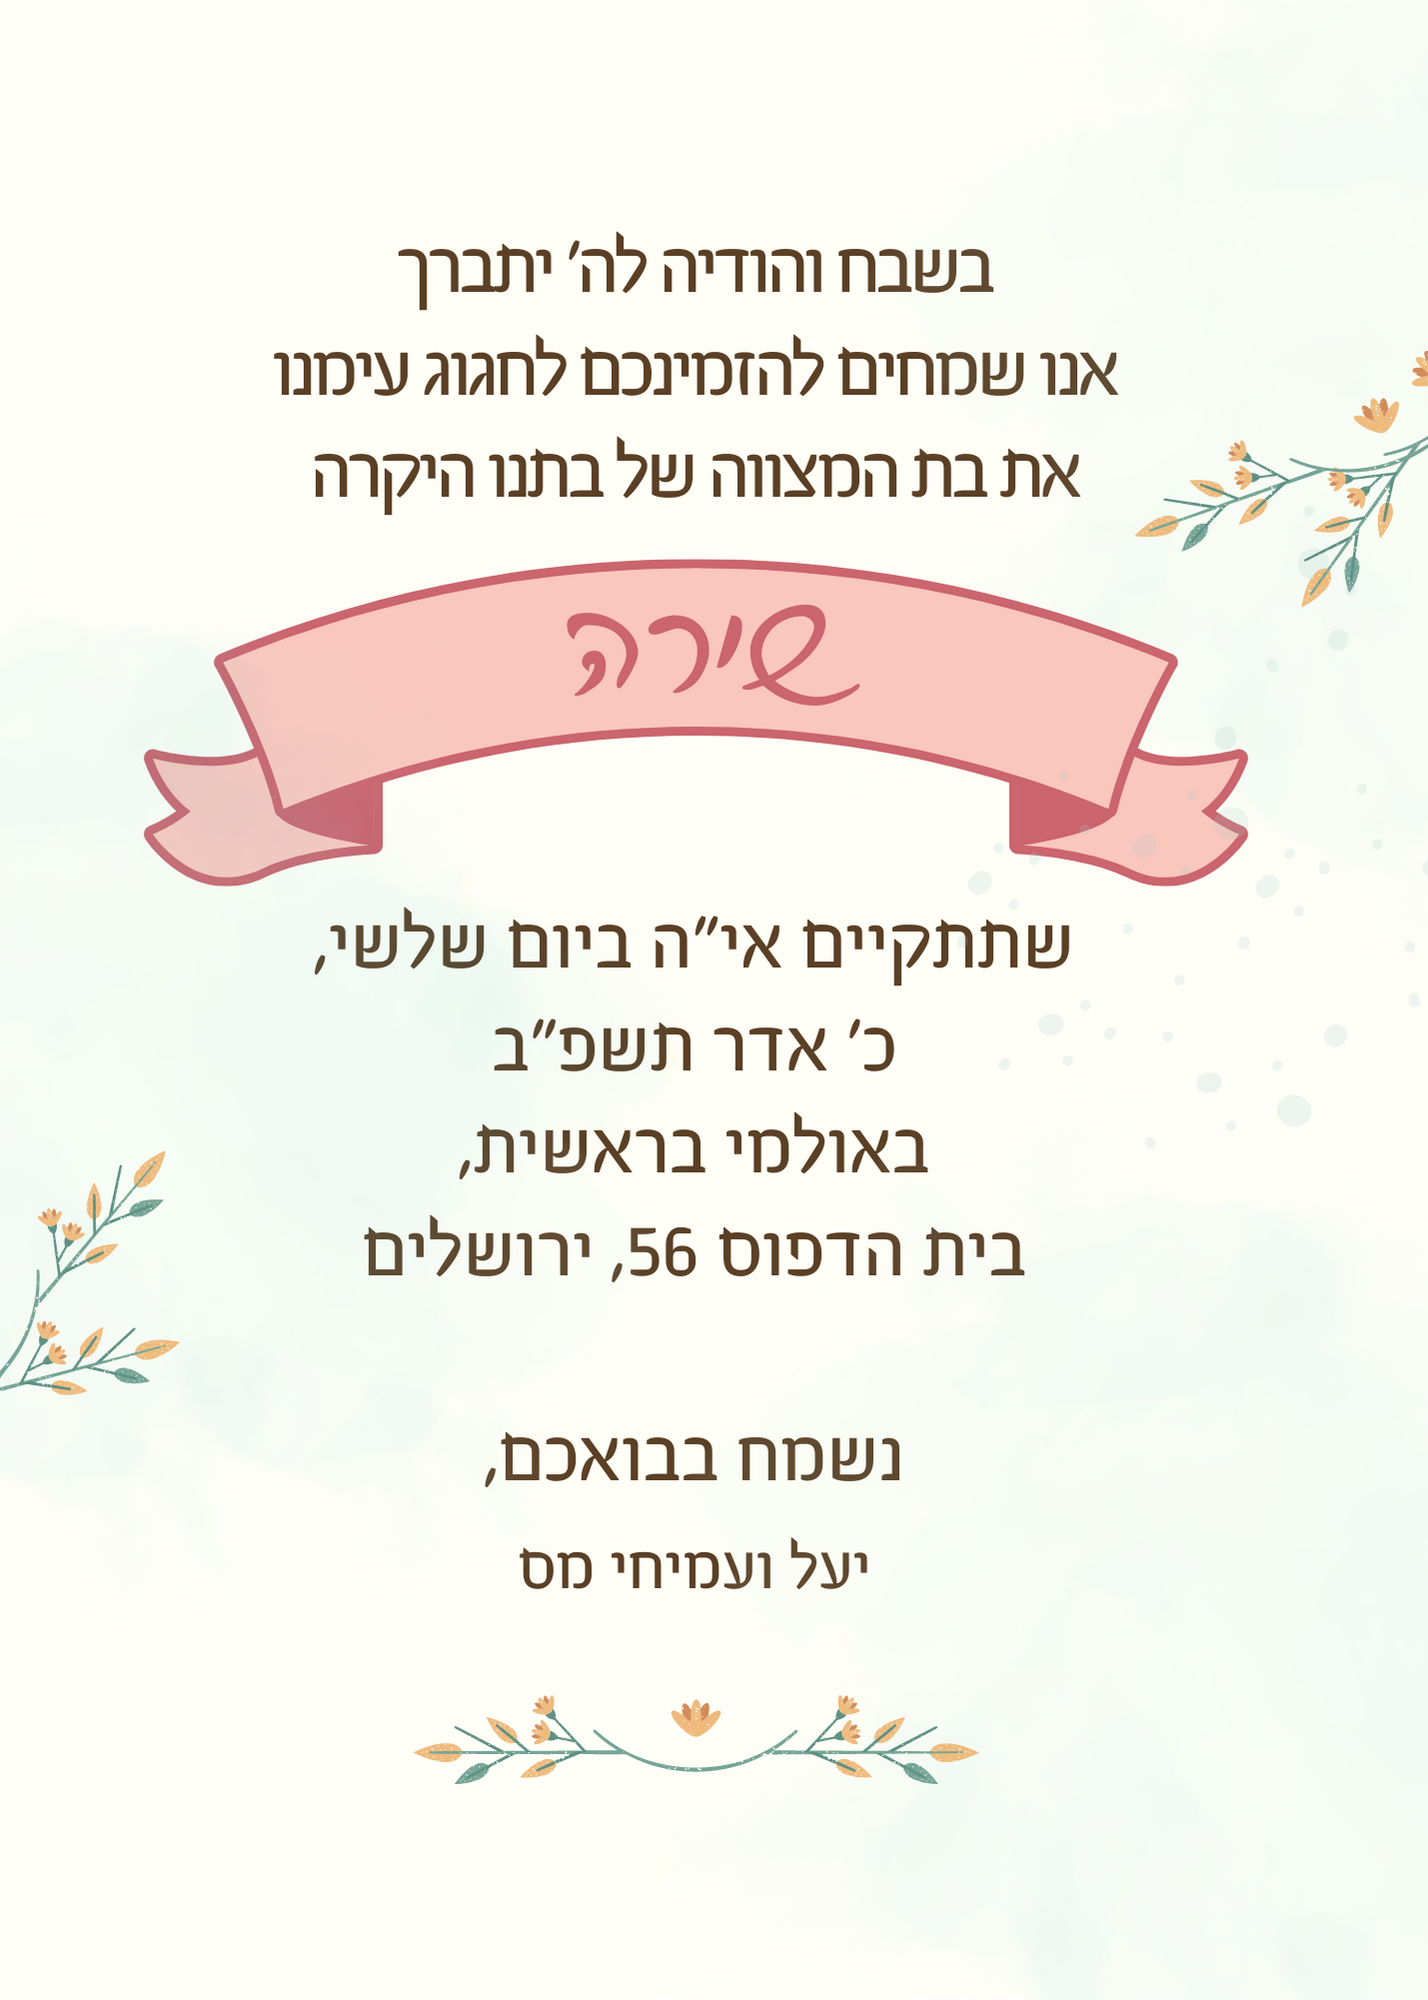 בשבח והודיה לה' יתברך
אנו שמחים להזמינכם לחגוג עימנו
את בת המצווה של בתנו היקרה
שירה
שתתקיים אי"ה ביום שלשי,
כ' אדר תשפ"ב
באולמי בראשית,
בית הדפוס 56, ירושלים
נשמח בבואכם,
יעל ועמיחי מס